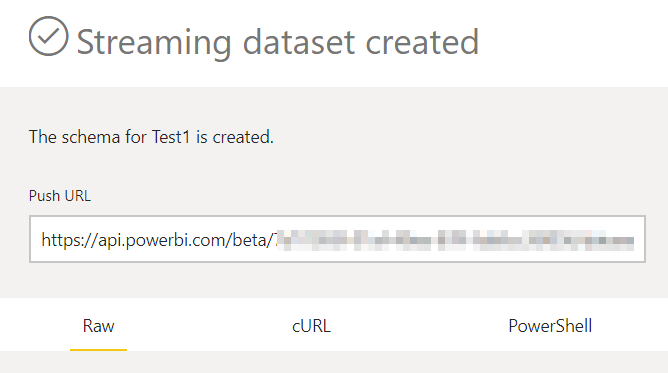 Streaming dataset created
The schema for Test1 is created.
Push URL
https://api.powerbi.com/beta/
Raw cURL PowerShell